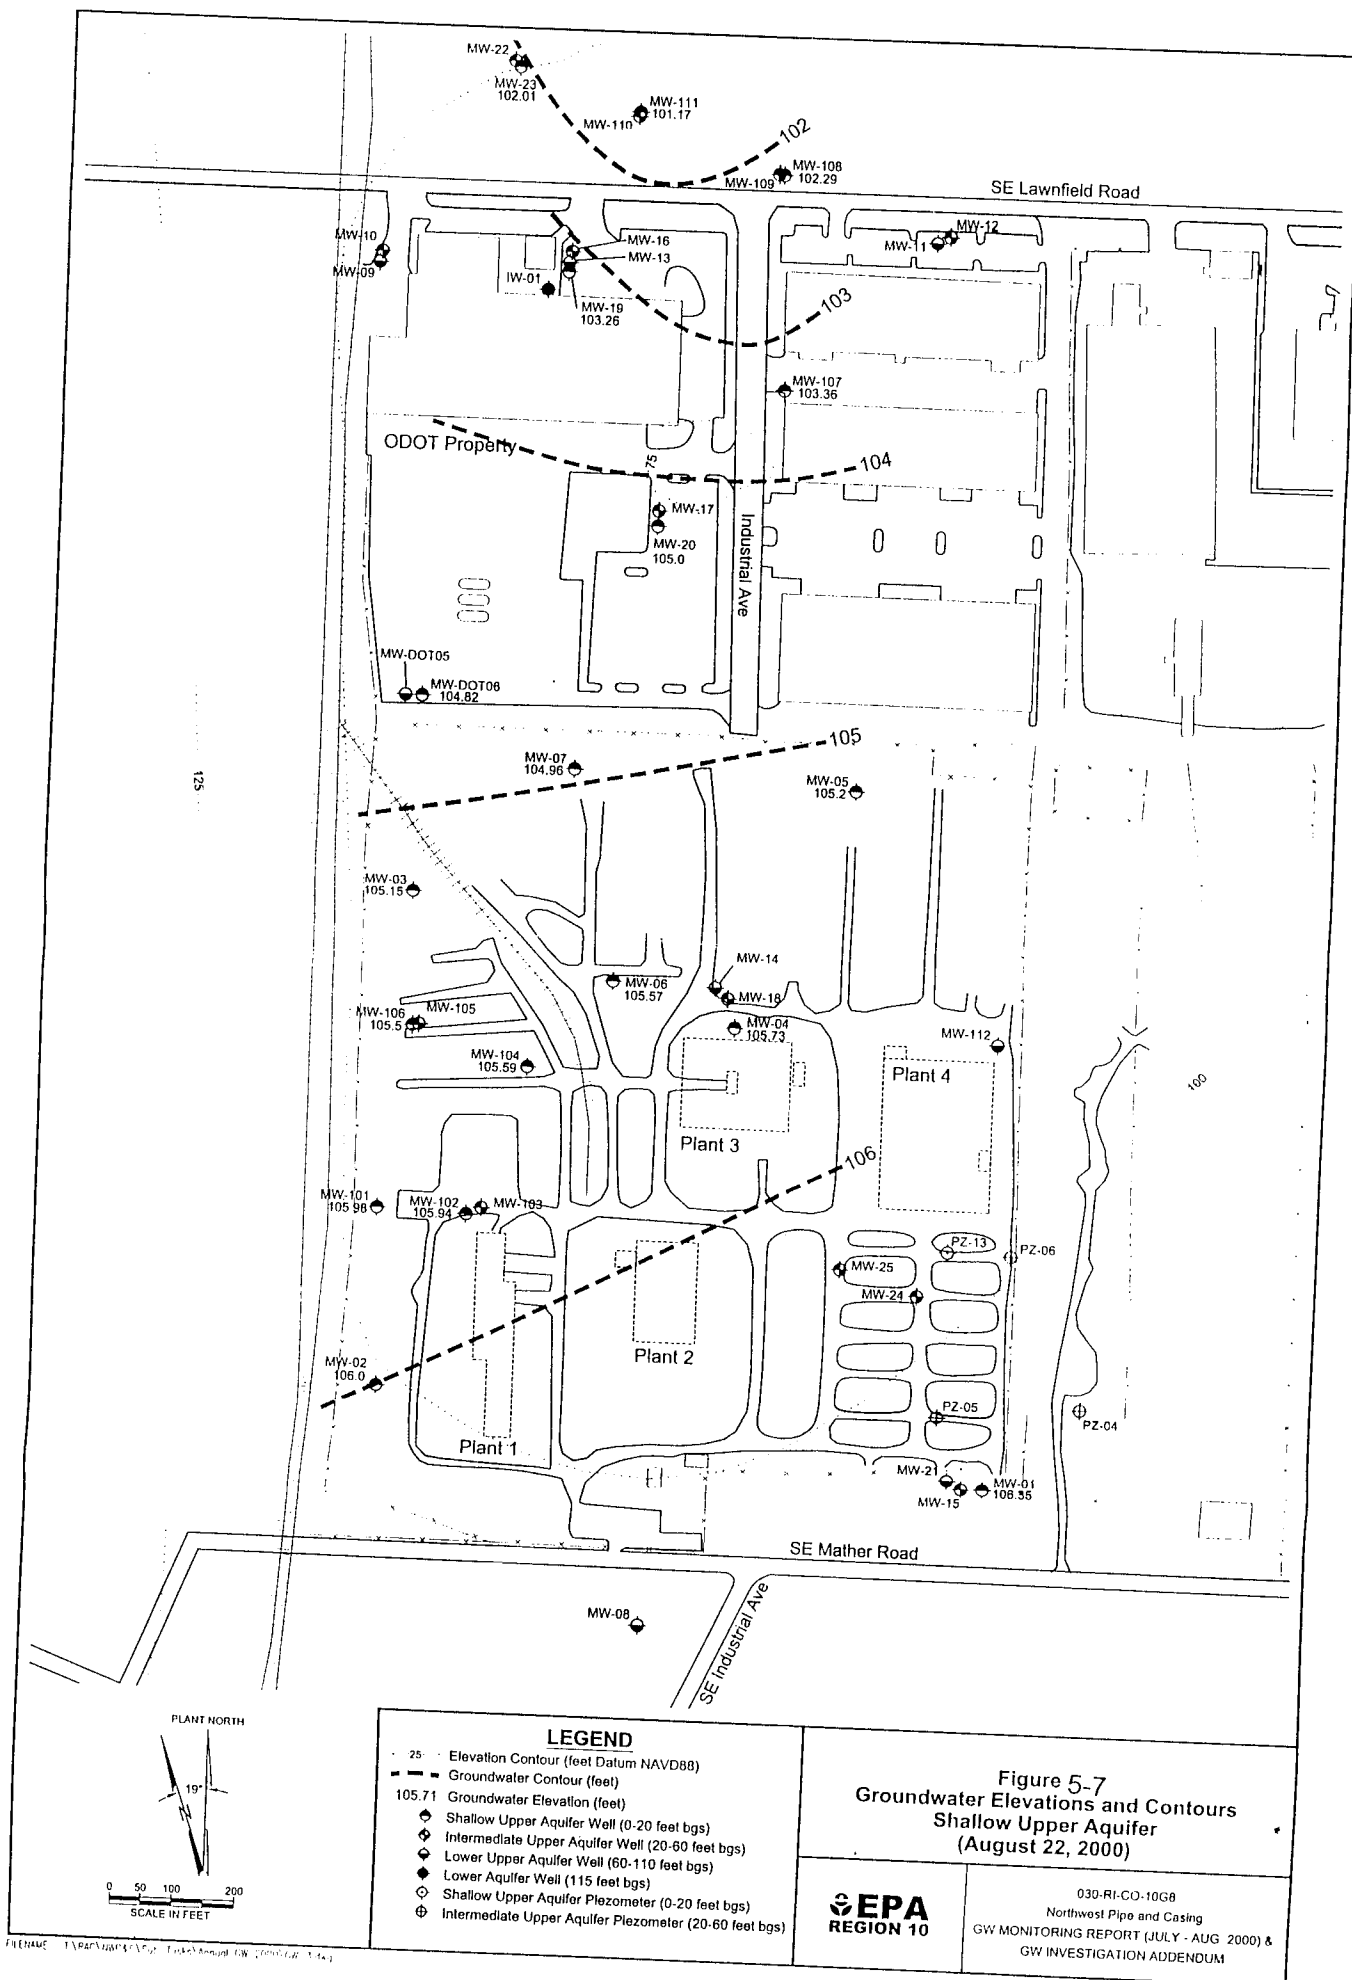 MW-22
MW-23
102.01
MW-111
101.17
MW-110
102
MW-109
MW-108
102.29
SE Lawnfield Road
MW-10
MW-09
MW-16
MW-13
IW-01
MW-19
103.26
MW-12
MW-11
103
MW-107
103.36
ODOT Property
75
104
MW-17
MW-20
105.0
Industrial Ave
MW-DOT05
MW-DOT06
104.82
105
MW-07
104.96
MW-05
105.2
125
MW-03
105.15
MW-06
105.57
MW-14
MW-18
MW-106
105.5
MW-105
MW-04
105.73
MW-112
MW-104
105.59
Plant 4
100
Plant 3
106
MW-101
105.98
MW-102
105.94
MW-103
PZ-13
PZ-06
MW-25
MW-24
MW-02
106.0
Plant 2
PZ-05
PZ-04
Plant 1
MW-21
MW-15
MW-01
106.35
SE Mather Road
MW-08
SE Industrial Ave
PLANT NORTH
19°
N
0 50 100 200
SCALE IN FEET
LEGEND
25 Elevation Contour (feet Datum NAVD88)
Groundwater Contour (feet)
105.71 Groundwater Elevation (feet)
Shallow Upper Aquifer Well (0-20 feet bgs)
Intermediate Upper Aquifer Well (20-60 feet bgs)
Lower Upper Aquifer Well (60-110 feet bgs)
Lower Aquifer Well (115 feet bgs)
Shallow Upper Aquifer Piezometer (0-20 feet bgs)
Intermediate Upper Aquifer Piezometer (20-60 feet bgs)
Figure 5-7
Groundwater Elevations and Contours
Shallow Upper Aquifer
(August 22, 2000)
EPA
REGION 10
030-RI-CO-10G8
Northwest Pipe and Casing
GW MONITORING REPORT (JULY - AUG 2000) &
GW INVESTIGATION ADDENDUM
FILENAME